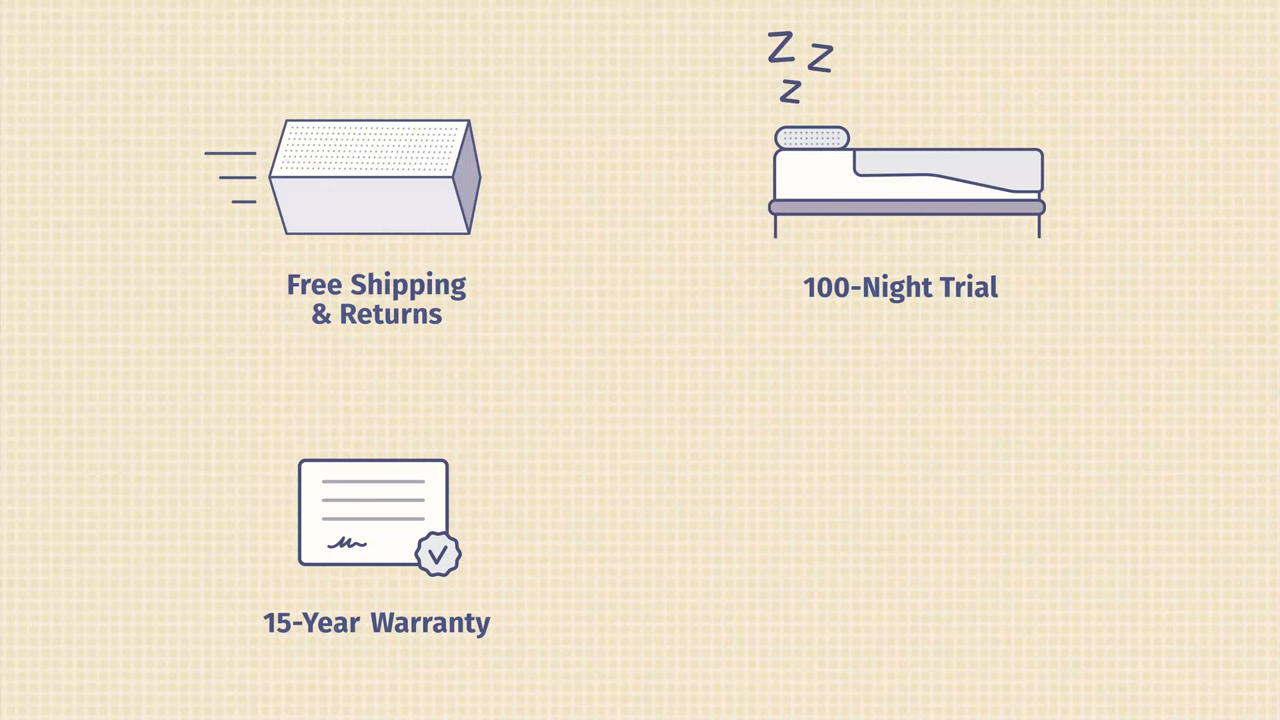 Z Z
Z
Free Shipping
& Returns
100-Night Trial
15-Year Warranty